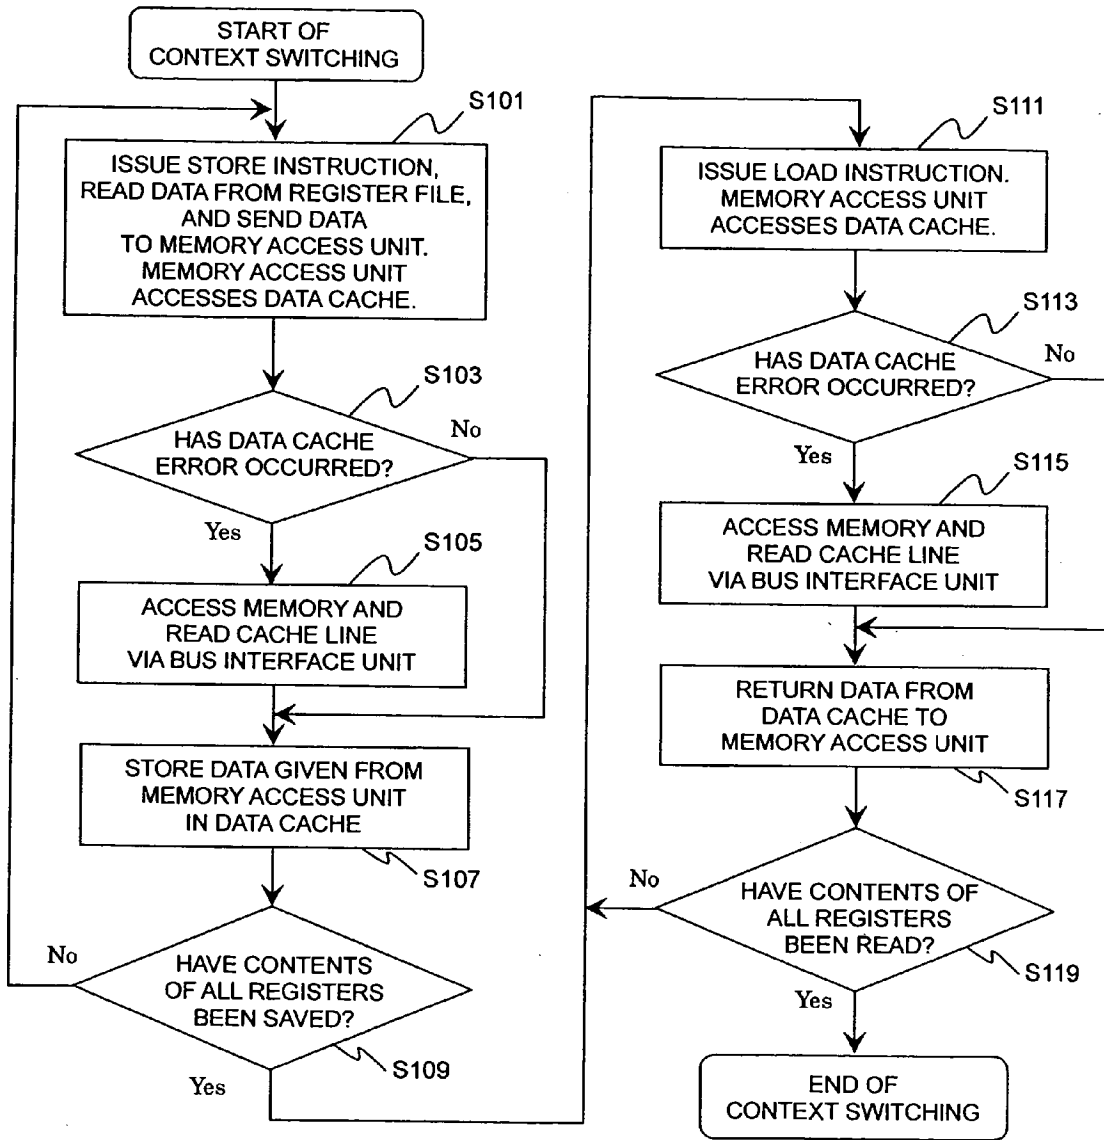 START OF
CONTEXT SWITCHING
S101
ISSUE STORE INSTRUCTION,
READ DATA FROM REGISTER FILE,
AND SEND DATA
TO MEMORY ACCESS UNIT.
MEMORY ACCESS UNIT
ACCESSES DATA CACHE.
S103
HAS DATA CACHE
ERROR OCCURRED?
No
Yes
S105
ACCESS MEMORY AND
READ CACHE LINE
VIA BUS INTERFACE UNIT
STORE DATA GIVEN FROM
MEMORY ACCESS UNIT
IN DATA CACHE
S107
No
HAVE CONTENTS
OF ALL REGISTERS
BEEN SAVED?
S109
Yes
S111
ISSUE LOAD INSTRUCTION.
MEMORY ACCESS UNIT
ACCESSES DATA CACHE.
S113
HAS DATA CACHE
ERROR OCCURRED?
No
Yes
S115
ACCESS MEMORY AND
READ CACHE LINE
VIA BUS INTERFACE UNIT
RETURN DATA FROM
DATA CACHE TO
MEMORY ACCESS UNIT
S117
No
HAVE CONTENTS OF
ALL REGISTERS
BEEN READ?
S119
Yes
END OF
CONTEXT SWITCHING